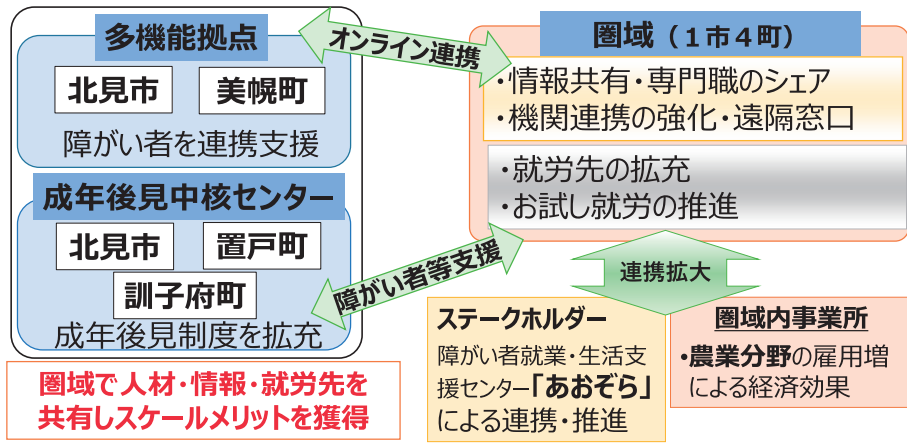 多機能拠点
北見市
美幌町
障がい者を連携支援
成年後見中核センター
北見市
置戸町
訓子府町
成年後見制度を拡充
圏域で人材・情報・就労先を
共有しスケールメリットを獲得
オンライン連携
障がい者等支援
圏域（１市４町）
・情報共有・専門職のシェア
・機関連携の強化・遠隔窓口
・就労先の拡充
・お試し就労の推進
連携拡大
ステークホルダー
障がい者就業・生活支
援センター「あおぞら」
による連携・推進
圏域内事業所
・農業分野の雇用増
による経済効果